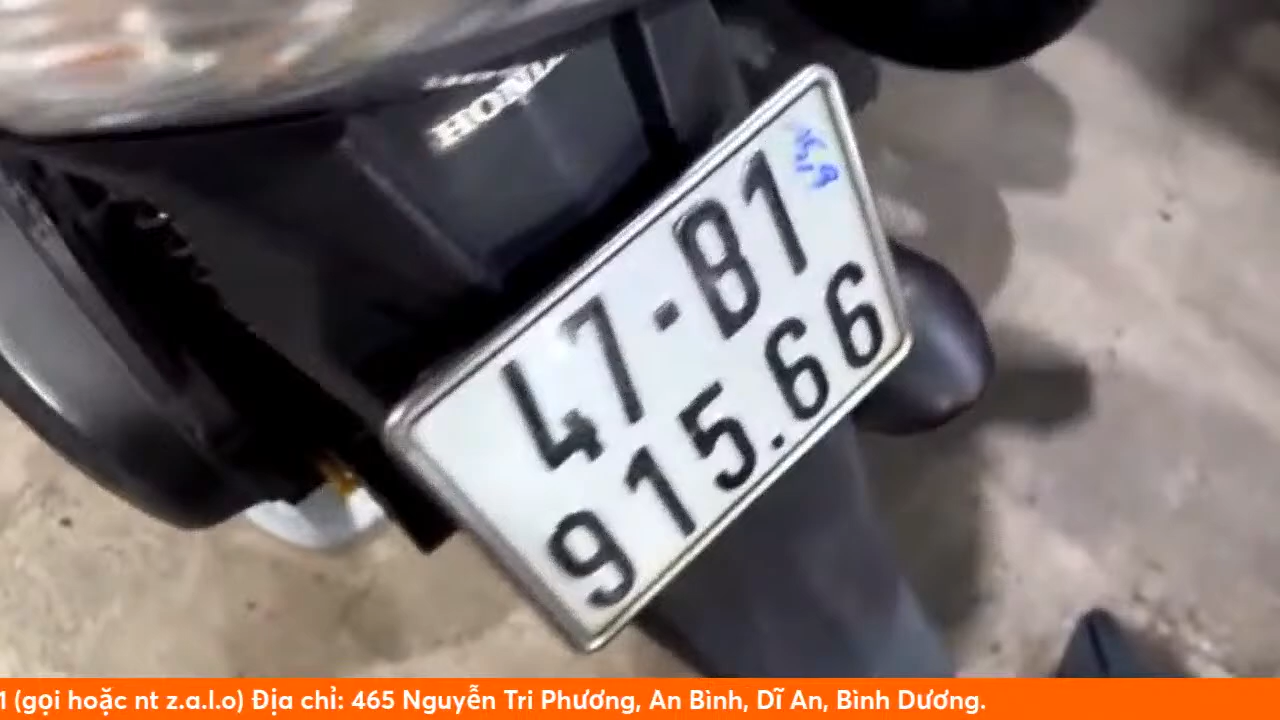 HONDA
47-B1
915.66
1 (gọi hoặc nt z.a.l.o) Địa chỉ: 465 Nguyễn Tri Phương, An Bình, Dĩ An, Bình Dương.